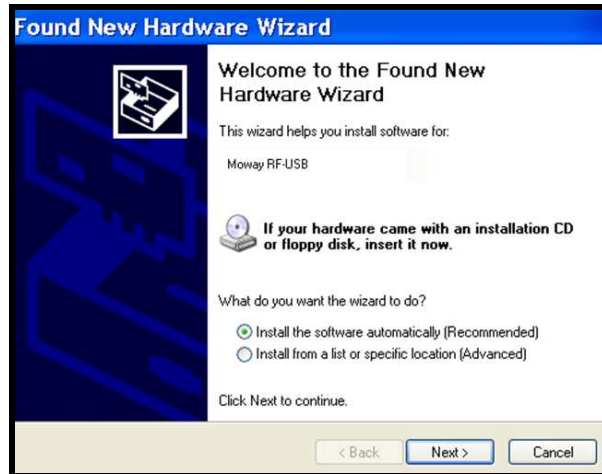 Found New Hardware Wizard
Welcome to the Found New
Hardware Wizard
This wizard helps you install software for:
Moway RF-USB
If your hardware came with an installation CD
or floppy disk, insert it now.
What do you want the wizard to do?
Install the software automatically (Recommended)
Install from a list or specific location (Advanced)
Click Next to continue.
< Back Next > Cancel